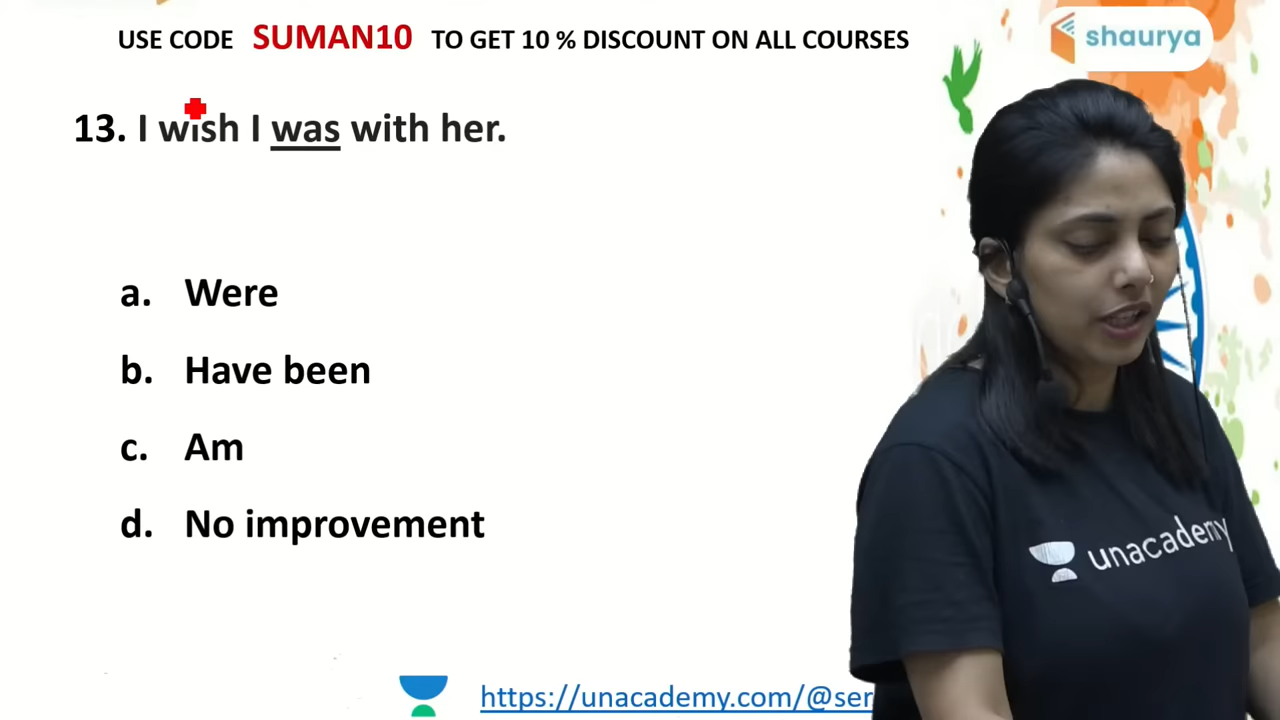 USE CODE SUMAN10 TO GET 10 % DISCOUNT ON ALL COURSES
shaurya
13. I wish I was with her.
a. Were
b. Have been
c. Am
d. No improvement
unacademy
https://unacademy.com/@ser